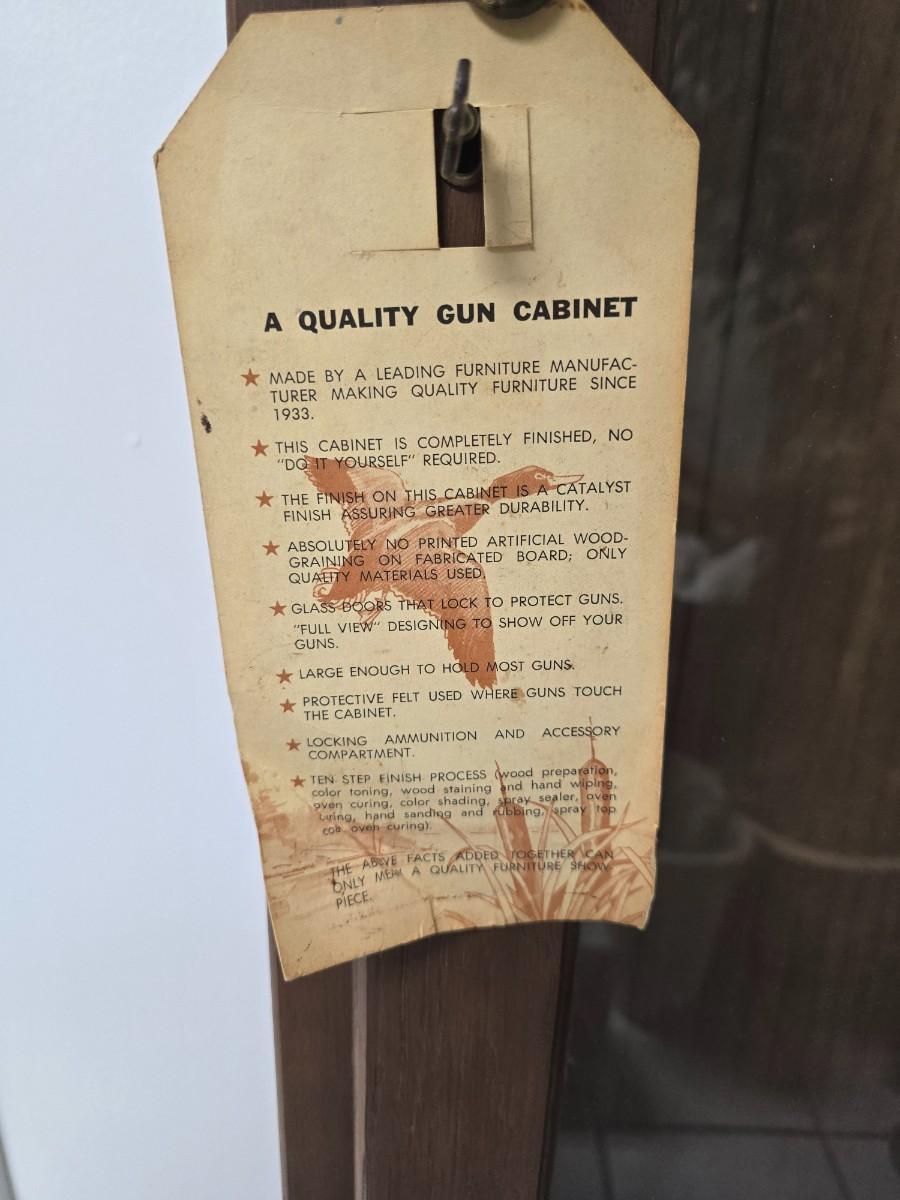 A QUALITY GUN CABINET
MADE BY A LEADING FURNITURE MANUFAC-
TURER MAKING QUALITY FURNITURE SINCE
1933.
THIS CABINET IS COMPLETELY FINISHED, NO
"DO IT YOURSELF" REQUIRED.
THE FINISH ON THIS CABINET IS A CATALYST
FINISH ASSURING GREATER DURABILITY.
ABSOLUTELY NO PRINTED ARTIFICIAL WOOD-
GRAINING ON FABRICATED BOARD; ONLY
QUALITY MATERIALS USED.
GLASS DOORS THAT LOCK TO PROTECT GUNS.
"FULL VIEW" DESIGNING TO SHOW OFF YOUR
GUNS.
LARGE ENOUGH TO HOLD MOST GUNS.
PROTECTIVE FELT USED WHERE GUNS TOUCH
THE CABINET.
LOCKING AMMUNITION AND ACCESSORY
COMPARTMENT.
TEN STEP FINISH PROCESS (wood preparation,
color toning, wood staining and hand wiping,
oven curing, color shading, spray sealer, oven
curing, hand sanding and rubbing, spray top
oven curing).
THE ABOVE FACTS ADDED TOGETHER CAN
ONLY A QUALITY FURNITURE SHOW-
PIECE.